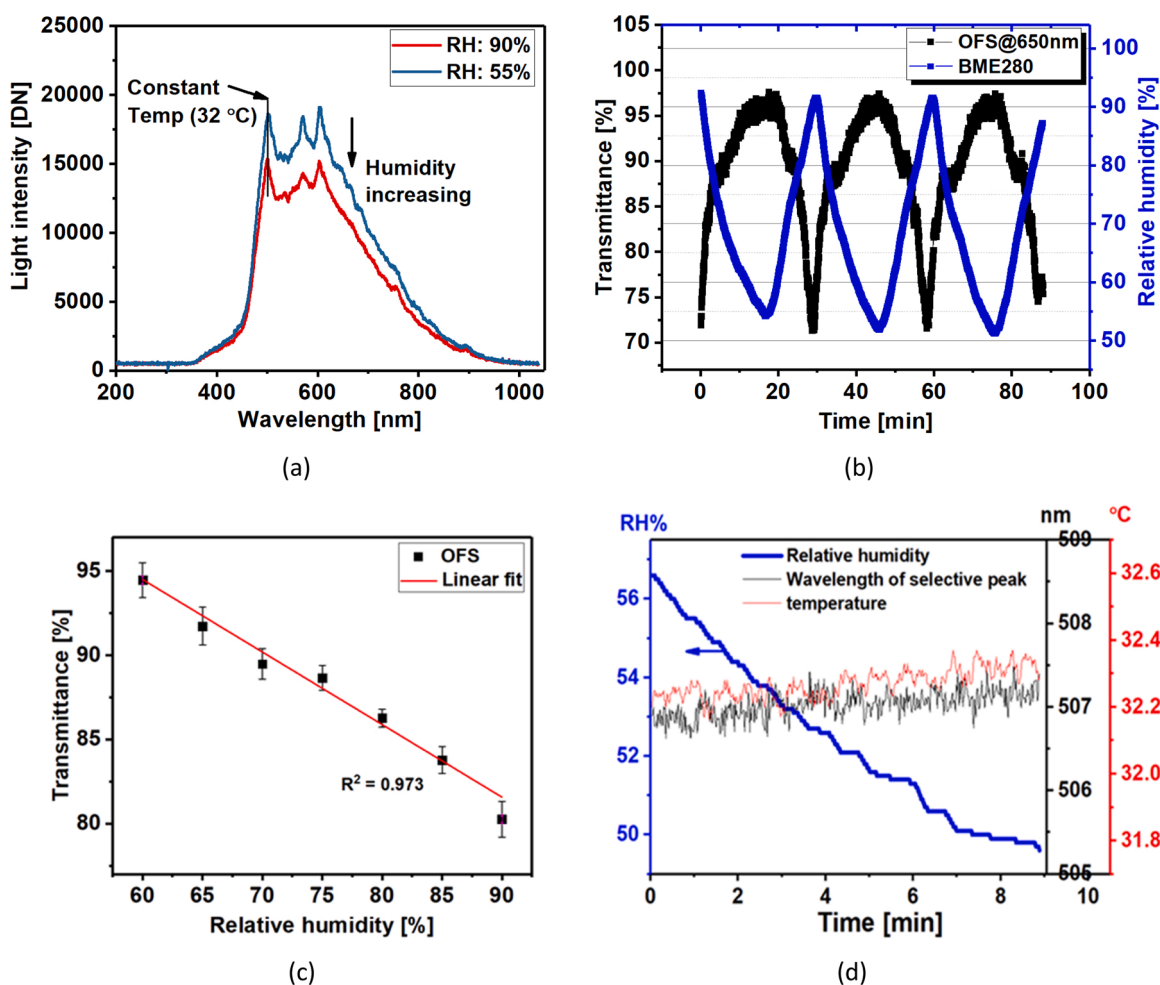 25000
20000
15000
10000
5000
0
Light intensity [DN]
RH: 90%
RH: 55%
Constant
Temp (32 °C)
Humidity
increasing
200
400
600
800
1000
Wavelength [nm]
(a)
105
100
95
90
85
80
75
70
Transmittance [%]
OFS@650nm
BME280
100
90
80
70
60
50
Relative humidity [%]
0
20
40
60
80
100
Time [min]
(b)
95
90
85
80
Transmittance [%]
OFS
Linear fit
R² = 0.973
60
65
70
75
80
85
90
Relative humidity [%]
(c)
RH%
nm
°C
56
54
52
50
Relative humidity
Wavelength of selective peak
temperature
509
508
507
506
505
32.6
32.4
32.2
32.0
31.8
0
2
4
6
8
10
Time [min]
(d)